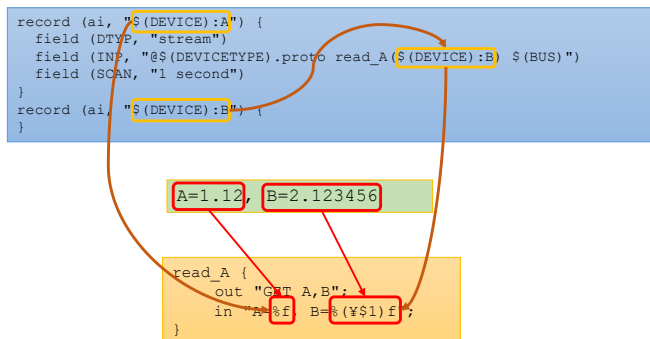 record (ai, "$(DEVICE):A") {
field (DTYP, "stream")
field (INP, "@$(DEVICETYPE).proto read_A($(DEVICE):B) $(BUS)")
field (SCAN, "1 second")
}
record (ai, "$(DEVICE):B") {
}
A=1.12, B=2.123456
read_A {
out "GET A,B";
in "A=%f, B=%(¥$1)f";
}